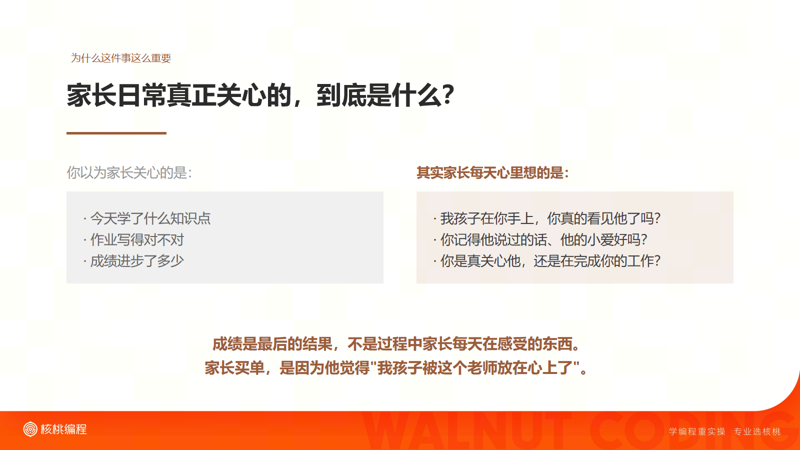 为什么这件事这么重要
家长日常真正关心的，到底是什么？
你以为家长关心的是：
· 今天学了什么知识点
· 作业写得对不对
· 成绩进步了多少
其实家长每天心里想的是：
· 我孩子在你手上，你真的看见他了吗？
· 你记得他说过的话、他的小爱好吗？
· 你是真关心他，还是在完成你的工作？
成绩是最后的结果，不是过程中家长每天在感受的东西。
家长买单，是因为他觉得"我孩子被这个老师放在心上了"。
核桃编程
WALNUT CODING
学编程重实操 专业选核桃